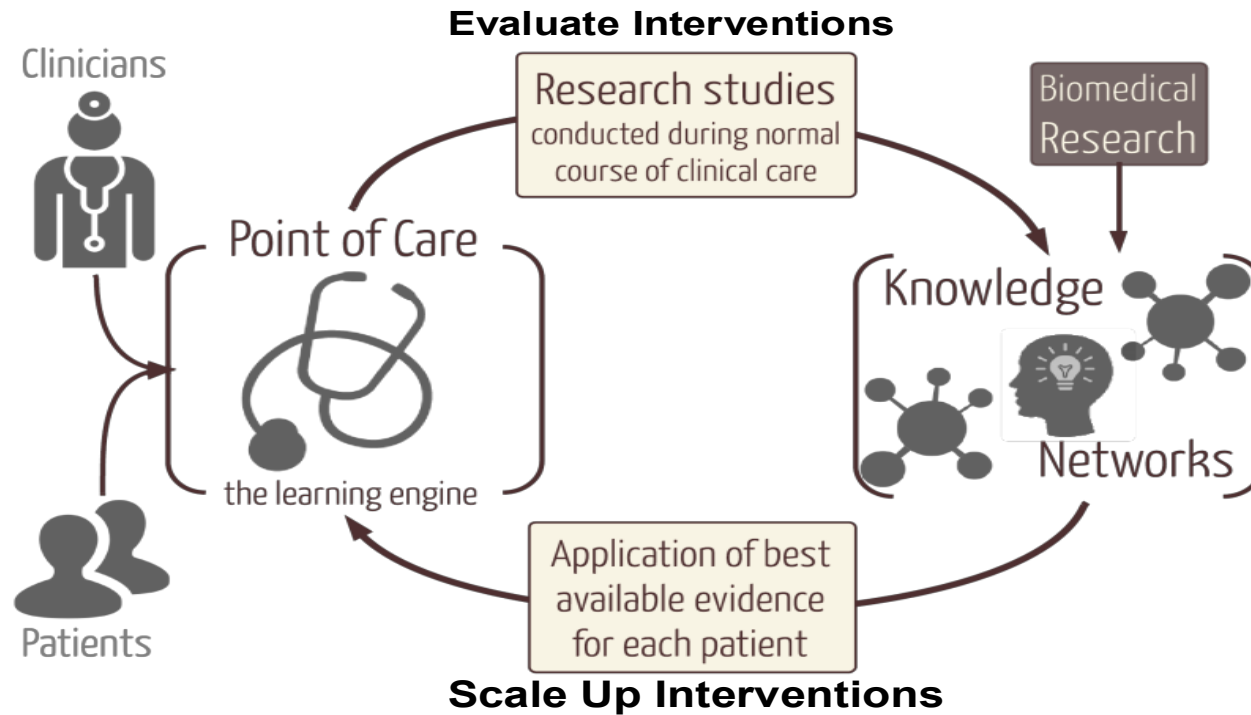 Evaluate Interventions
Clinicians
Research studies
conducted during normal
course of clinical care
Biomedical
Research
Point of Care
the learning engine
Knowledge
Networks
Patients
Application of best
available evidence
for each patient
Scale Up Interventions